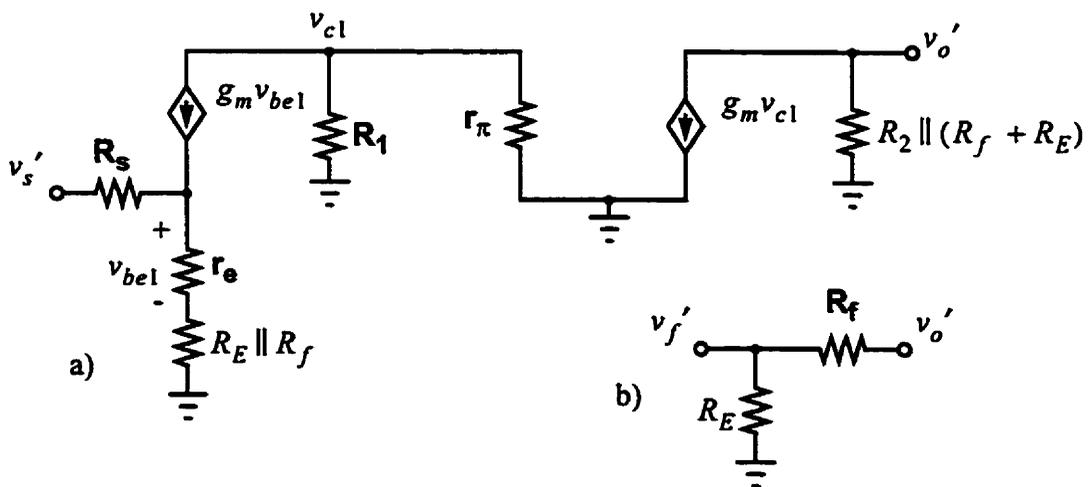 v_{c1}
v_o'
g_m v_{be1}
R_1
r_π
g_m v_{c1}
R_2 || (R_f + R_E)
R_s
v_s'
+
v_{be1}
r_e
-
R_E || R_f
a)
v_f'
R_f
v_o'
R_E
b)